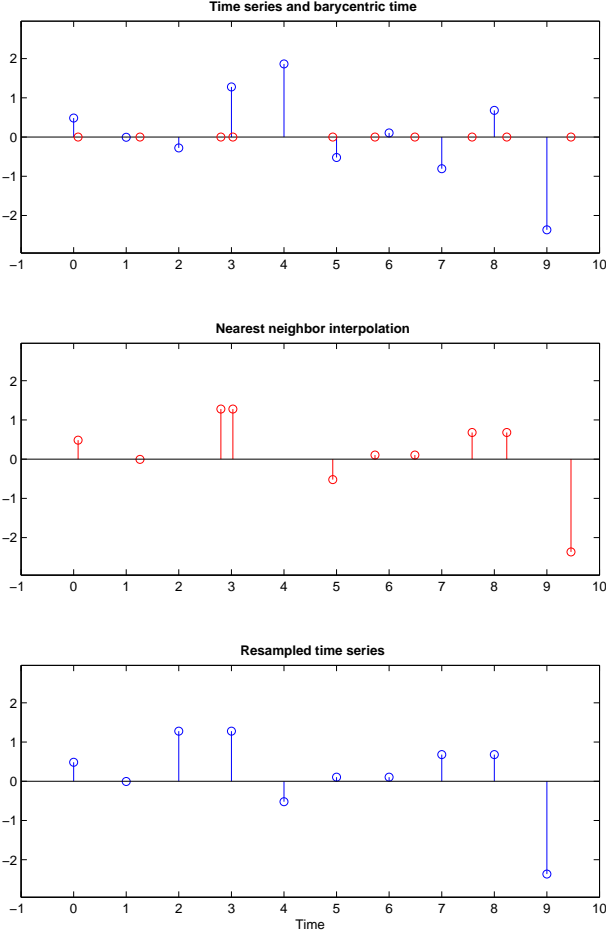 Time series and barycentric time
2
1
0
−1
−2
−1 0 1 2 3 4 5 6 7 8 9 10
Nearest neighbor interpolation
2
1
0
−1
−2
−1 0 1 2 3 4 5 6 7 8 9 10
Resampled time series
2
1
0
−1
−2
−1 0 1 2 3 4 5 6 7 8 9 10
Time